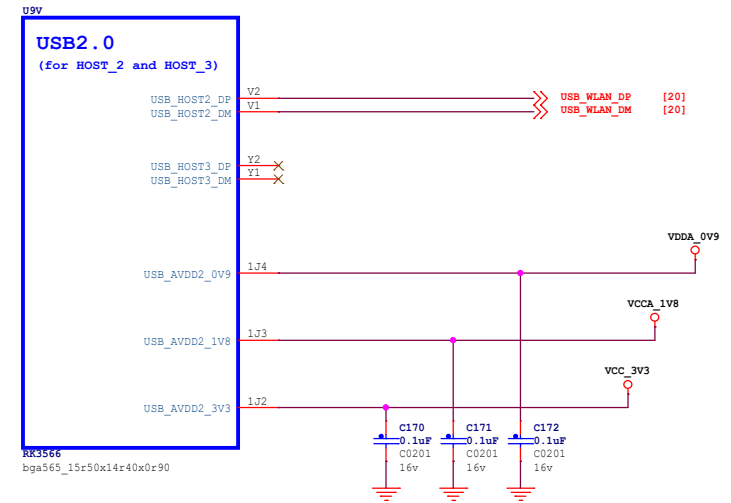 U9V
USB2.0
(for HOST_2 and HOST_3)
USB_HOST2_DP V2 USB_WLAN_DP [20]
USB_HOST2_DM V1 USB_WLAN_DM [20]
USB_HOST3_DP Y2
USB_HOST3_DM Y1
VDDA_0V9
USB_AVDD2_0V9 1J4
VCCA_1V8
USB_AVDD2_1V8 1J3
VCC_3V3
USB_AVDD2_3V3 1J2
C170 C171 C172
0.1uF 0.1uF 0.1uF
C0201 C0201 C0201
16v 16v 16v
RK3566
bga565_15r50x14r40x0r90